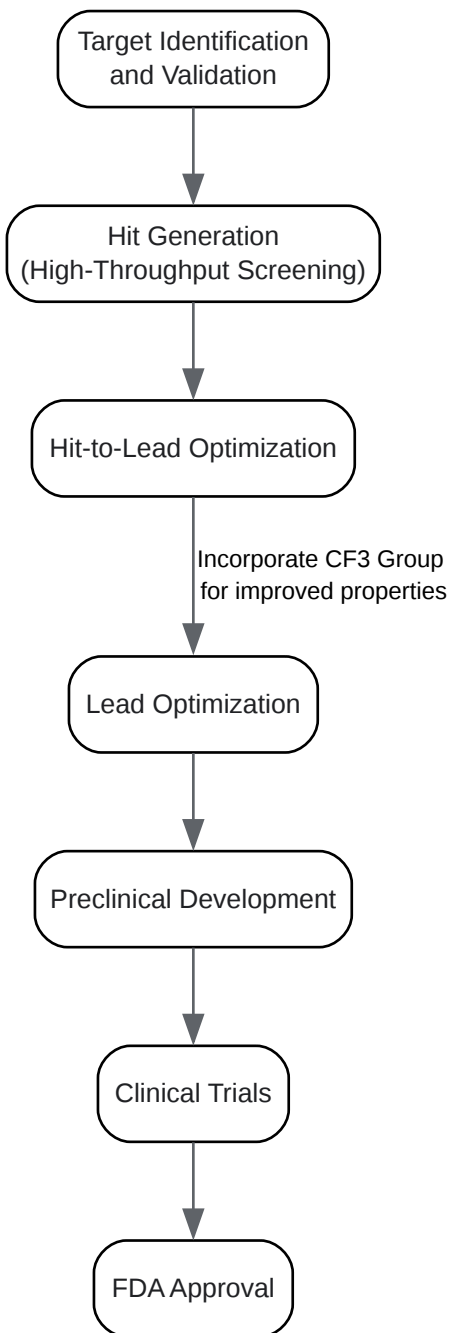 Target Identification
and Validation
Hit Generation
(High-Throughput Screening)
Hit-to-Lead Optimization
Incorporate CF3 Group
for improved properties
Lead Optimization
Preclinical Development
Clinical Trials
FDA Approval